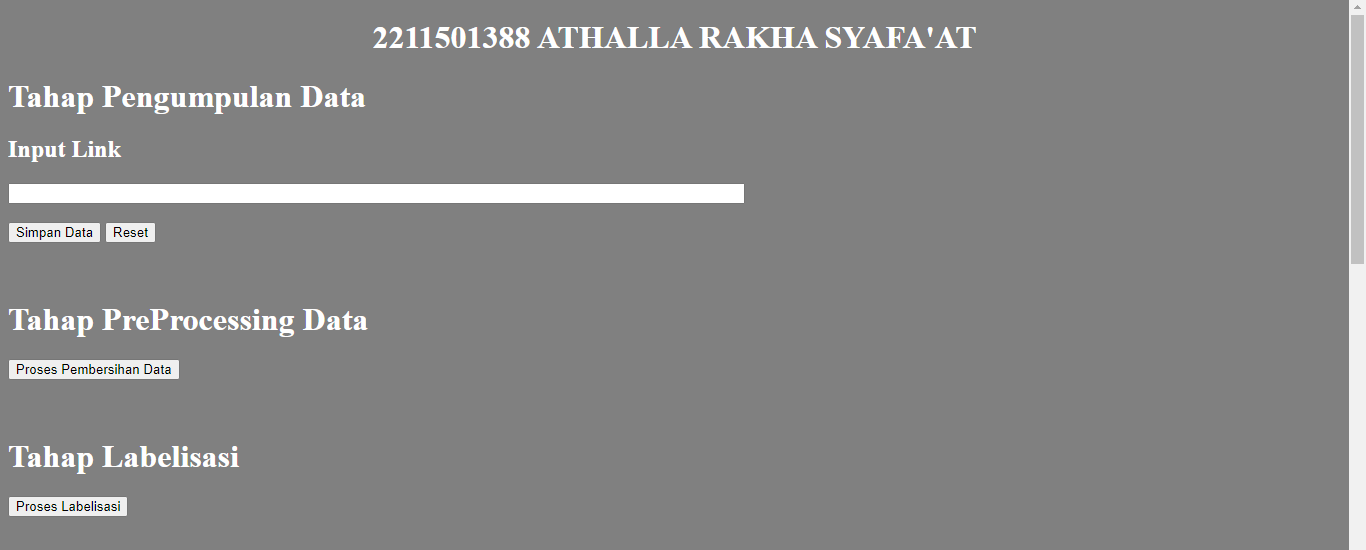 2211501388 ATHALLA RAKHA SYAFA'AT
Tahap Pengumpulan Data
Input Link
Simpan Data Reset
Tahap PreProcessing Data
Proses Pembersihan Data
Tahap Labelisasi
Proses Labelisasi